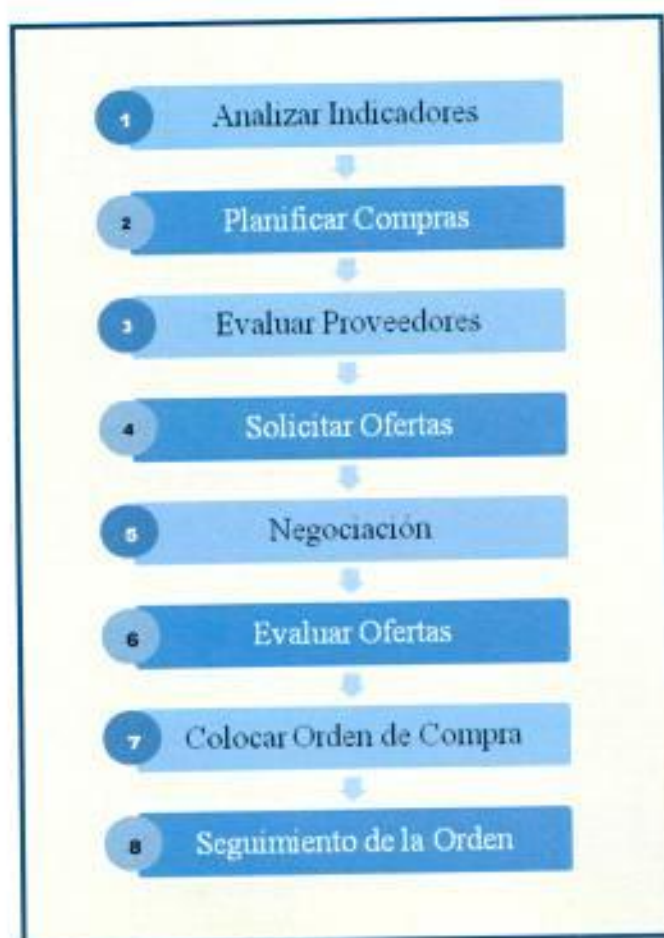 1 Analizar Indicadores
2 Planificar Compras
3 Evaluar Proveedores
4 Solicitar Ofertas
5 Negociación
6 Evaluar Ofertas
7 Colocar Orden de Compra
8 Seguimiento de la Orden